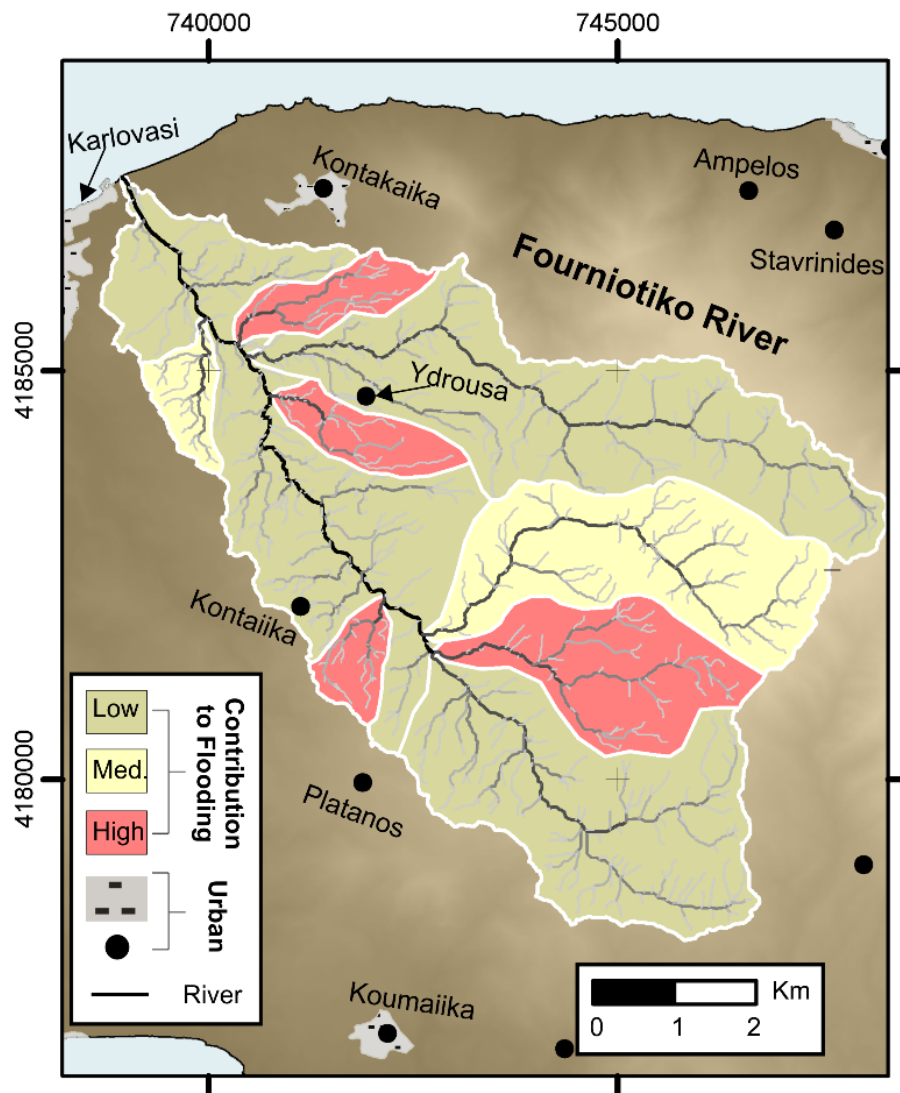 740000
745000
Karlovasi
Kontakaika
Ampelos
Stavrinides
Fourniotiko River
4185000
Ydrousa
Kontaiika
Low
Med.
High
Contribution
to Flooding
Urban
River
4180000
Platanos
Koumaiika
Km
0 1 2